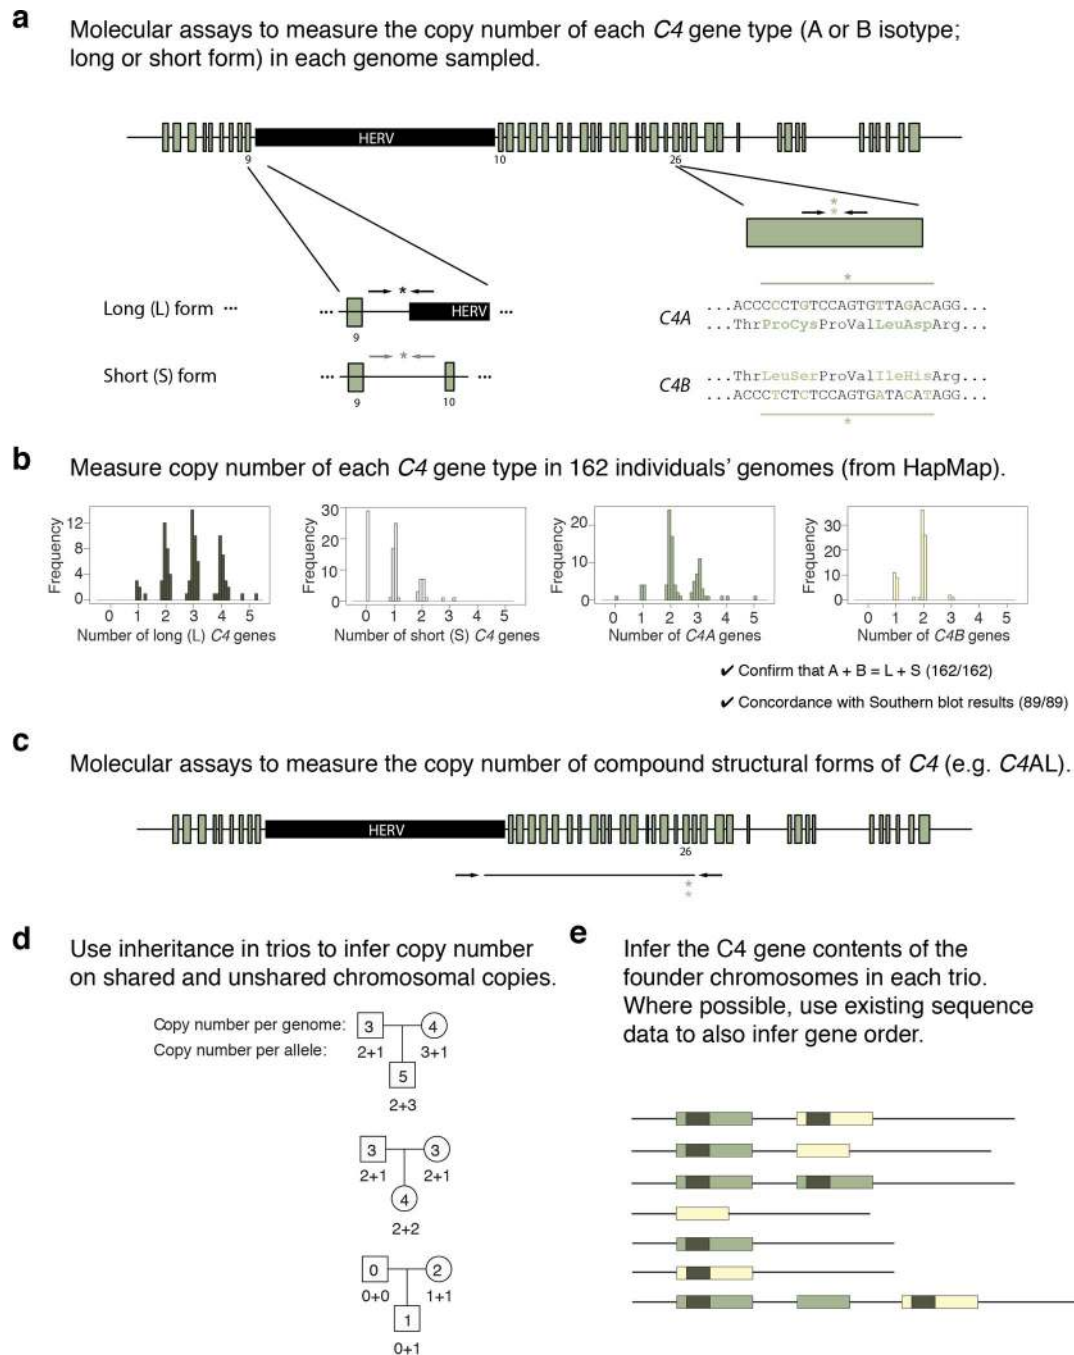 a
Molecular assays to measure the copy number of each C4 gene type (A or B isotype;
long or short form) in each genome sampled.
HERV
9
10
26
*
*
Long (L) form ...
... * HERV ...
9
Short (S) form
... * ...
9 10
*
C4A
...ACCCCCTGTCCAGTGTTAGACAGG...
...ThrProCysProValLeuAspArg...
C4B
...ThrLeuSerProValIleHisArg...
...ACCCTCTCTCCAGTGATACATAGG...
*
b
Measure copy number of each C4 gene type in 162 individuals' genomes (from HapMap).
Frequency
12
8
4
0
0 1 2 3 4 5
Number of long (L) C4 genes
Frequency
30
20
10
0
0 1 2 3 4 5
Number of short (S) C4 genes
Frequency
20
10
0
0 1 2 3 4 5
Number of C4A genes
Frequency
30
20
10
0
0 1 2 3 4 5
Number of C4B genes
✔ Confirm that A + B = L + S (162/162)
✔ Concordance with Southern blot results (89/89)
c
Molecular assays to measure the copy number of compound structural forms of C4 (e.g. C4AL).
HERV
26
*
*
d
Use inheritance in trios to infer copy number
on shared and unshared chromosomal copies.
Copy number per genome: 3 4
Copy number per allele: 2+1 3+1
5
2+3
3 3
2+1 2+1
4
2+2
0 2
0+0 1+1
1
0+1
e
Infer the C4 gene contents of the
founder chromosomes in each trio.
Where possible, use existing sequence
data to also infer gene order.